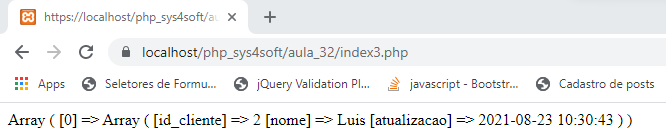 https://localhost/php_sys4soft/au
localhost/php_sys4soft/aula_32/index3.php
Apps Seletores de Formu... jQuery Validation Pl... javascript - Bootstr... Cadastro de posts
Array ( [0] => Array ( [id_cliente] => 2 [nome] => Luis [atualizacao] => 2021-08-23 10:30:43 ) )